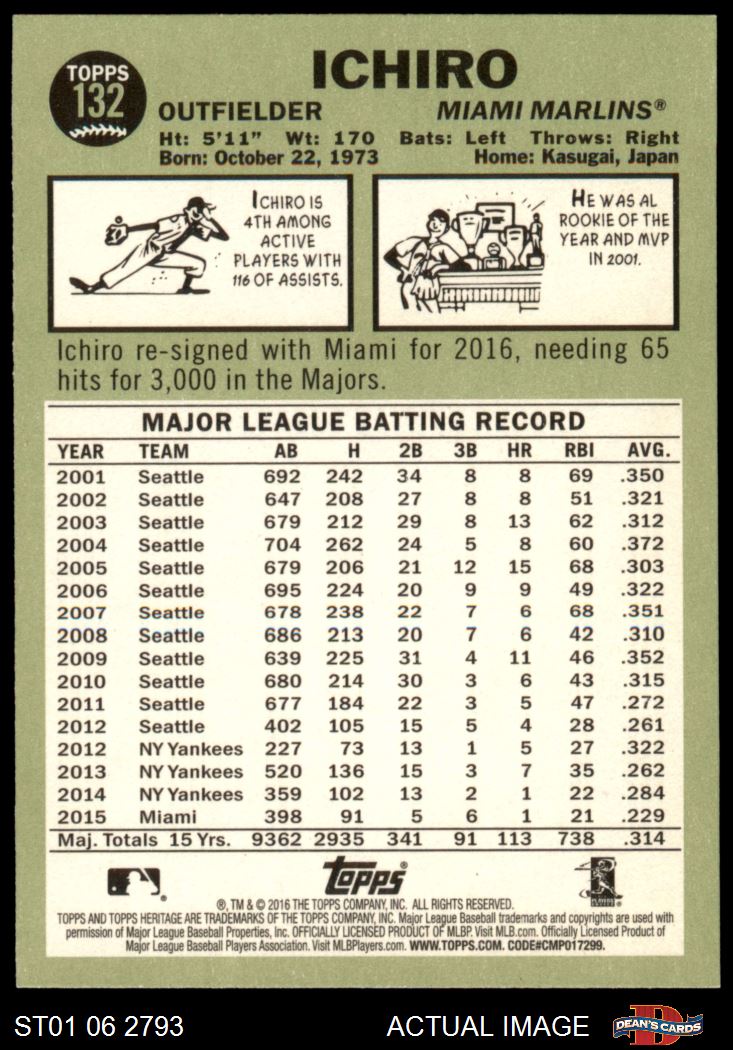 TOPPS
132
ICHIRO
OUTFIELDER MIAMI MARLINS®
Ht: 5'11" Wt: 170 Bats: Left Throws: Right
Born: October 22, 1973 Home: Kasugai, Japan
ICHIRO IS
4TH AMONG
ACTIVE
PLAYERS WITH
116 OF ASSISTS.
HE WAS AL
ROOKIE OF THE
YEAR AND MVP
IN 2001.
Ichiro re-signed with Miami for 2016, needing 65
hits for 3,000 in the Majors.
MAJOR LEAGUE BATTING RECORD
YEAR TEAM AB H 2B 3B HR RBI AVG.
2001 Seattle 692 242 34 8 8 69 .350
2002 Seattle 647 208 27 8 8 51 .321
2003 Seattle 679 212 29 8 13 62 .312
2004 Seattle 704 262 24 5 8 60 .372
2005 Seattle 679 206 21 12 15 68 .303
2006 Seattle 695 224 20 9 9 49 .322
2007 Seattle 678 238 22 7 6 68 .351
2008 Seattle 686 213 20 7 6 42 .310
2009 Seattle 639 225 31 4 11 46 .352
2010 Seattle 680 214 30 3 6 43 .315
2011 Seattle 677 184 22 3 5 47 .272
2012 Seattle 402 105 15 5 4 28 .261
2012 NY Yankees 227 73 13 1 5 27 .322
2013 NY Yankees 520 136 15 3 7 35 .262
2014 NY Yankees 359 102 13 2 1 22 .284
2015 Miami 398 91 5 6 1 21 .229
Maj. Totals 15 Yrs. 9362 2935 341 91 113 738 .314
Topps®
®, TM & © 2016 THE TOPPS COMPANY, INC. ALL RIGHTS RESERVED.
TOPPS AND TOPPS HERITAGE ARE TRADEMARKS OF THE TOPPS COMPANY, INC. Major League Baseball trademarks and copyrights are used with
permission of Major League Baseball Properties, Inc. OFFICIALLY LICENSED PRODUCT OF MLBP. Visit MLB.com. Officially Licensed Product of
Major League Baseball Players Association. Visit MLBPlayers.com. WWW.TOPPS.COM. CODE#CMP017299.
ST01 06 2793 ACTUAL IMAGE DEAN'S CARDS